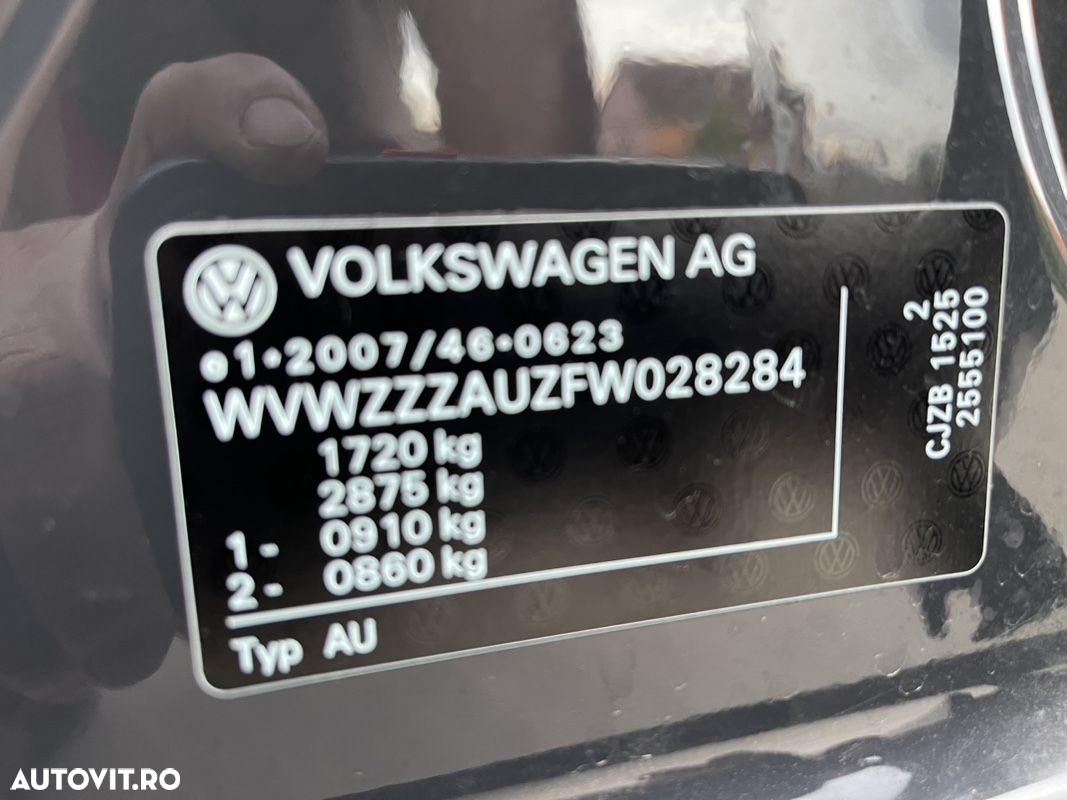 VOLKSWAGEN AG
e1*2007/46*0623
WVWZZZAUZFW028284
1720 kg
2875 kg
1- 0910 kg
2- 0860 kg
Typ AU
2
CJZB 1525
2555100
AUTOVIT.RO